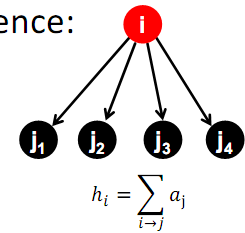 ence:
i
j₁ j₂ j₃ j₄
hᵢ = ∑ aⱼ
i→j